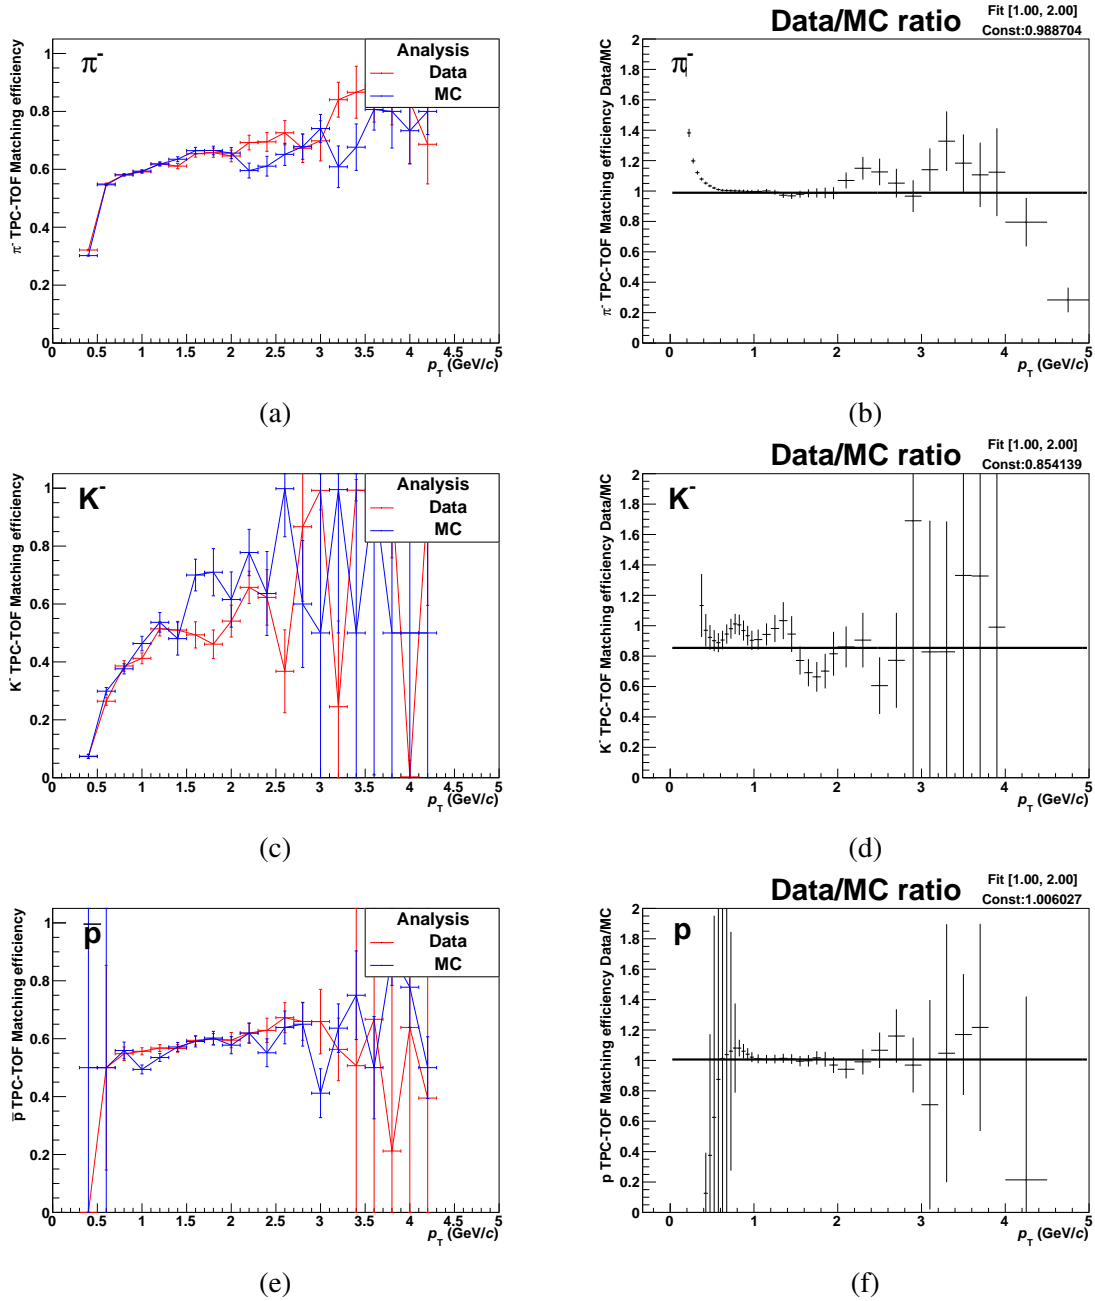 π⁻ TPC-TOF Matching efficiency
1
0.8
0.6
0.4
0.2
0
π⁻
Analysis
Data
MC
0 0.5 1 1.5 2 2.5 3 3.5 4 4.5 5
p_T (GeV/c)
(a)
Data/MC ratio
Fit [1.00, 2.00]
Const:0.988704
π⁻ TPC-TOF Matching efficiency Data/MC
2
1.8
1.6
1.4
1.2
1
0.8
0.6
0.4
0.2
0
π⁻
0 1 2 3 4 5
p_T (GeV/c)
(b)
K⁻ TPC-TOF Matching efficiency
1
0.8
0.6
0.4
0.2
0
K⁻
Analysis
Data
MC
0 0.5 1 1.5 2 2.5 3 3.5 4 4.5 5
p_T (GeV/c)
(c)
Data/MC ratio
Fit [1.00, 2.00]
Const:0.854139
K⁻ TPC-TOF Matching efficiency Data/MC
2
1.8
1.6
1.4
1.2
1
0.8
0.6
0.4
0.2
0
K⁻
0 1 2 3 4 5
p_T (GeV/c)
(d)
p̅ TPC-TOF Matching efficiency
1
0.8
0.6
0.4
0.2
0
p̅
Analysis
Data
MC
0 0.5 1 1.5 2 2.5 3 3.5 4 4.5 5
p_T (GeV/c)
(e)
Data/MC ratio
Fit [1.00, 2.00]
Const:1.006027
p TPC-TOF Matching efficiency Data/MC
2
1.8
1.6
1.4
1.2
1
0.8
0.6
0.4
0.2
0
p
0 1 2 3 4 5
p_T (GeV/c)
(f)